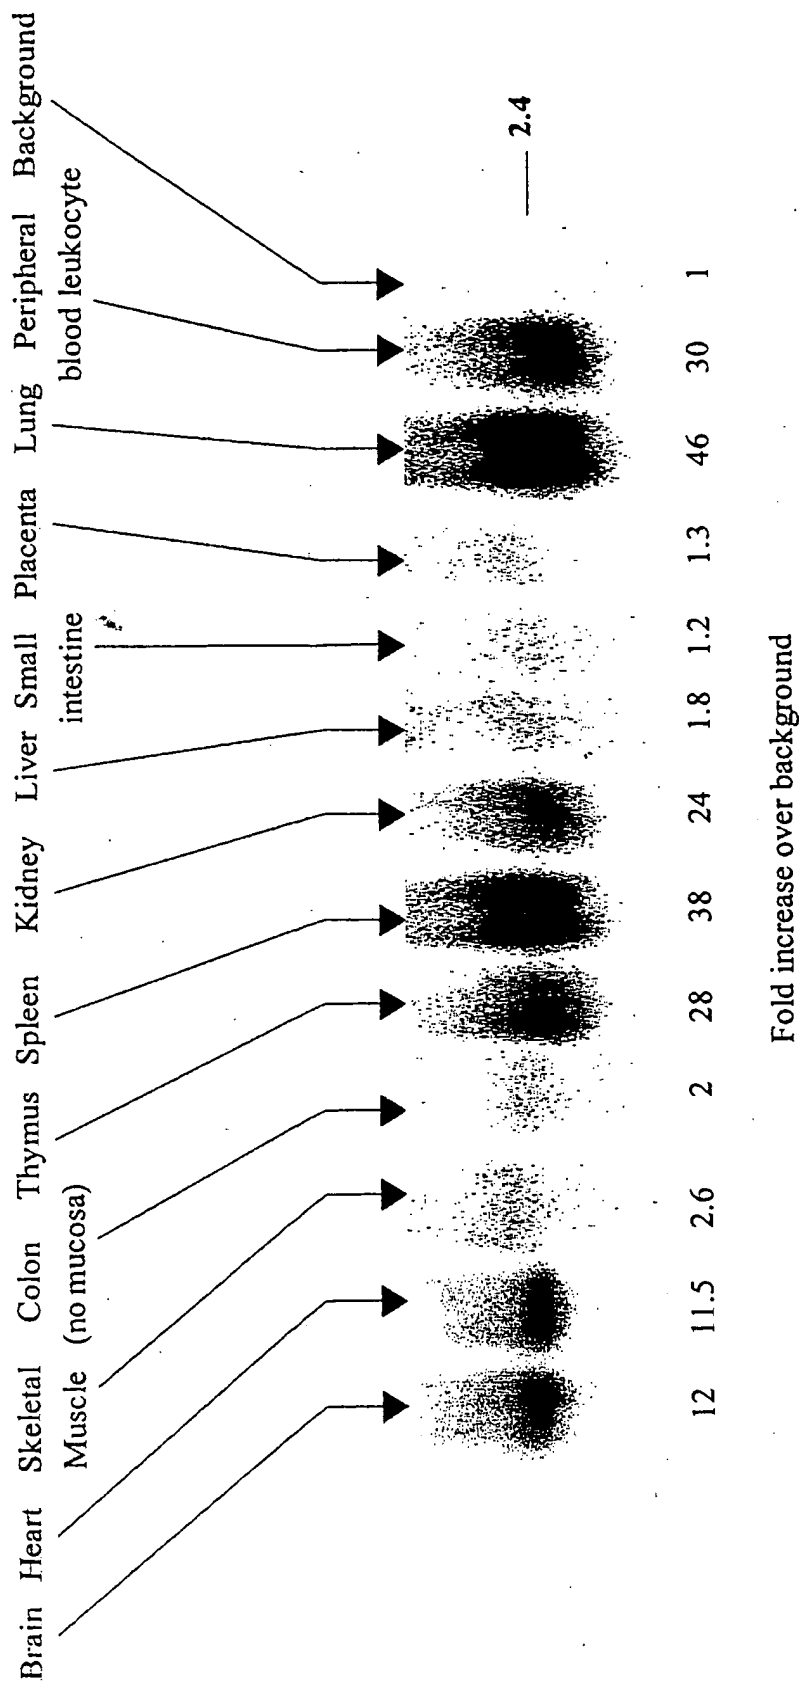 Brain Heart Skeletal Colon Thymus Spleen Kidney Liver Small Placenta Lung Peripheral Background
Muscle (no mucosa) intestine blood leukocyte
2.4
12 11.5 2.6 2 28 38 24 1.8 1.2 1.3 46 30 1
Fold increase over background